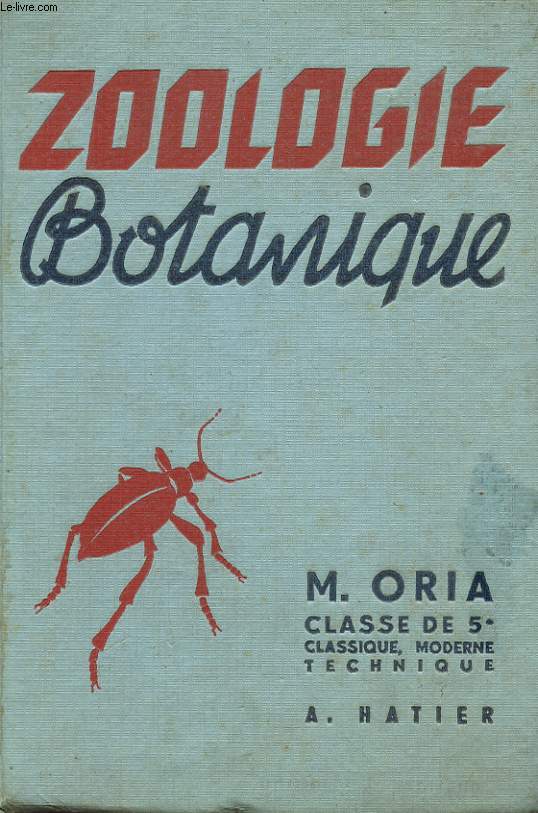 Le-livre.com
ZOOLOGIE
Botanique
M. ORIA
CLASSE DE 5e
CLASSIQUE, MODERNE
TECHNIQUE
A. HATIER